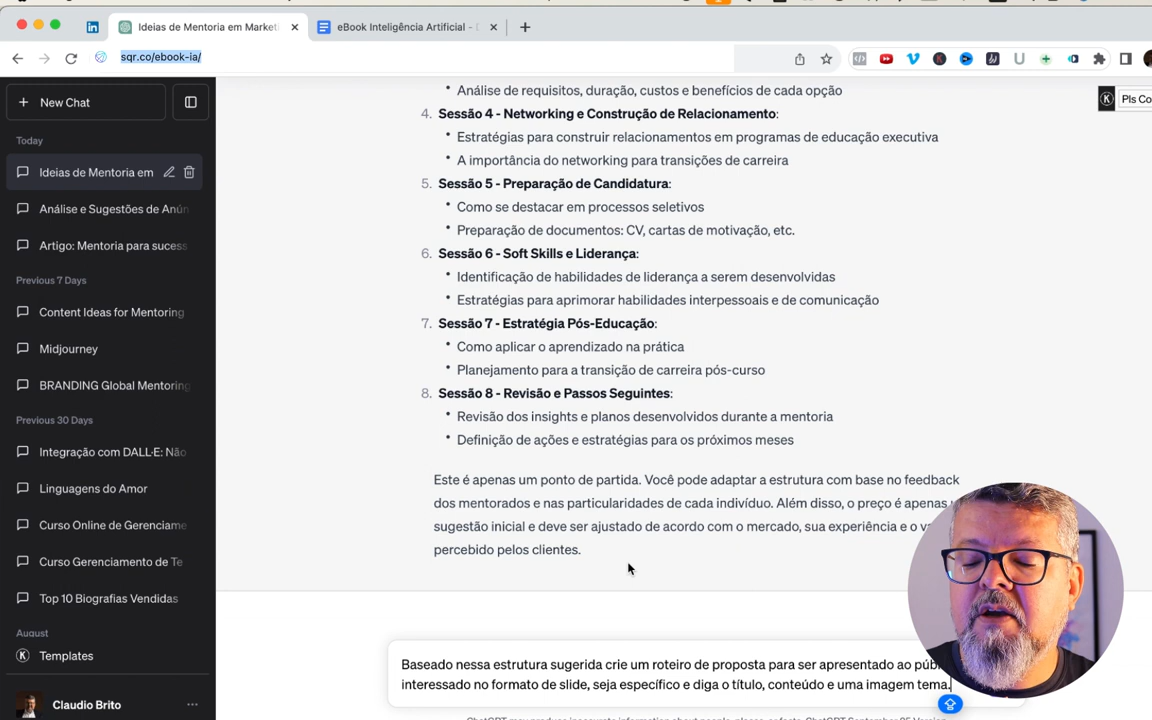 Ideias de Mentoria em Marketi
eBook Inteligência Artificial -
sqr.co/ebook-ia/
New Chat
Today
Ideias de Mentoria em
Análise e Sugestões de Anún
Artigo: Mentoria para sucess
Previous 7 Days
Content Ideas for Mentoring
Midjourney
BRANDING Global Mentoring
Previous 30 Days
Integração com DALL·E: Não
Linguagens do Amor
Curso Online de Gerenciame
Curso Gerenciamento de Te
Top 10 Biografias Vendidas
August
Templates
Claudio Brito
Pls Co
Análise de requisitos, duração, custos e benefícios de cada opção
4. Sessão 4 - Networking e Construção de Relacionamento:
Estratégias para construir relacionamentos em programas de educação executiva
A importância do networking para transições de carreira
5. Sessão 5 - Preparação de Candidatura:
Como se destacar em processos seletivos
Preparação de documentos: CV, cartas de motivação, etc.
6. Sessão 6 - Soft Skills e Liderança:
Identificação de habilidades de liderança a serem desenvolvidas
Estratégias para aprimorar habilidades interpessoais e de comunicação
7. Sessão 7 - Estratégia Pós-Educação:
Como aplicar o aprendizado na prática
Planejamento para a transição de carreira pós-curso
8. Sessão 8 - Revisão e Passos Seguintes:
Revisão dos insights e planos desenvolvidos durante a mentoria
Definição de ações e estratégias para os próximos meses
Este é apenas um ponto de partida. Você pode adaptar a estrutura com base no feedback
dos mentorados e nas particularidades de cada indivíduo. Além disso, o preço é apenas
sugestão inicial e deve ser ajustado de acordo com o mercado, sua experiência e o
percebido pelos clientes.
Baseado nessa estrutura sugerida crie um roteiro de proposta para ser apresentado ao
interessado no formato de slide, seja específico e diga o título, conteúdo e uma imagem tema.